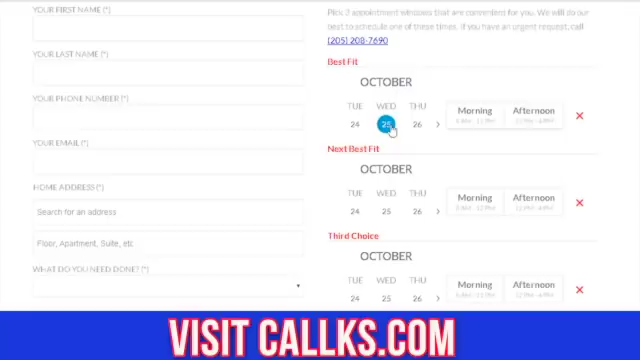 YOUR FIRST NAME (*)
YOUR LAST NAME (*)
YOUR PHONE NUMBER (*)
YOUR EMAIL (*)
HOME ADDRESS (*)
Search for an address
Floor, Apartment, Suite, etc
WHAT DO YOU NEED DONE? (*)
Pick 3 appointment windows that are convenient for you. We will do our
best to schedule one of these times. If you have an urgent request, call
(205) 208-7690
Best Fit
OCTOBER
TUE WED THU
24 25 26 >
Morning Afternoon
Next Best Fit
OCTOBER
TUE WED THU
24 25 26 >
Morning Afternoon
Third Choice
OCTOBER
TUE WED THU
24 25 26 >
Morning Afternoon
VISIT CALLKS.COM